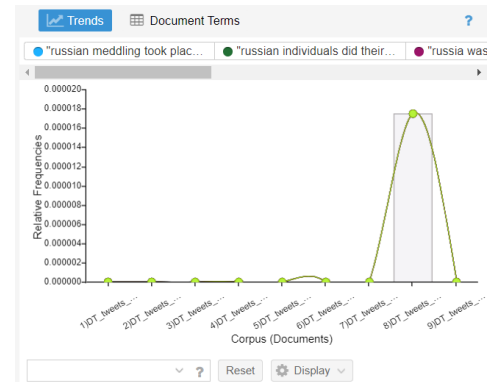 Trends Document Terms ?
"russian meddling took plac... "russian individuals did their... "russia was
0.000020
0.000018
0.000016
0.000014
0.000012
0.000010
0.000008
0.000006
0.000004
0.000002
0.000000
Relative Frequencies
1)DT_tweets_... 2)DT_tweets_... 3)DT_tweets_... 4)DT_tweets_... 5)DT_tweets_... 6)DT_tweets_... 7)DT_tweets_... 8)DT_tweets_... 9)DT_tweets_...
Corpus (Documents)
? Reset Display